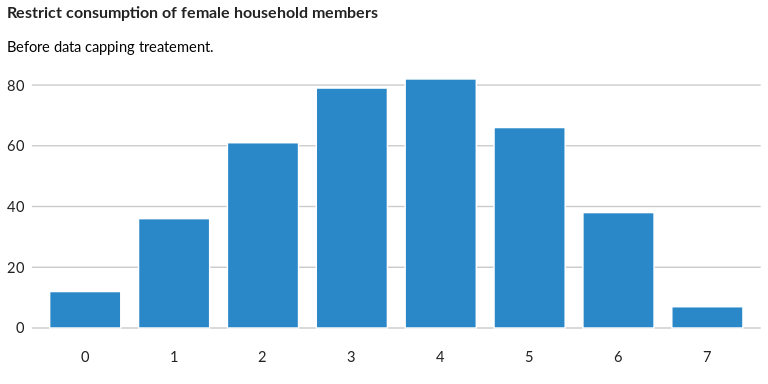 Restrict consumption of female household members
Before data capping treatement.
80
60
40
20
0
0 1 2 3 4 5 6 7